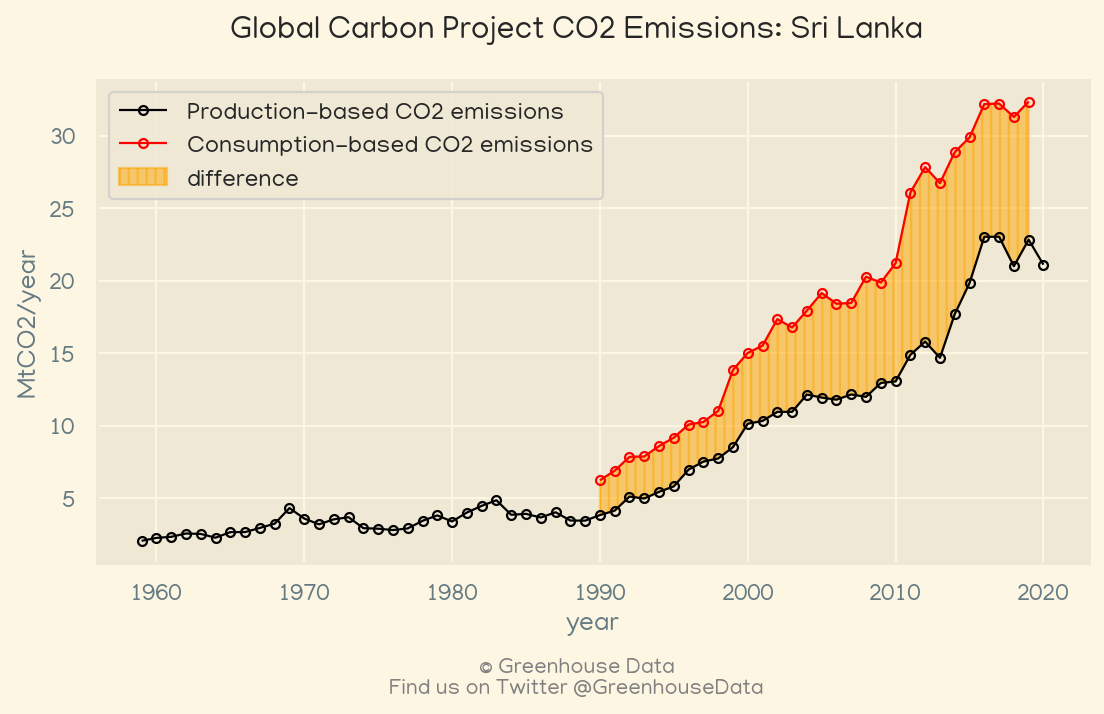 Global Carbon Project CO2 Emissions: Sri Lanka
Production-based CO2 emissions
Consumption-based CO2 emissions
difference
MtCO2/year
30
25
20
15
10
5
1960 1970 1980 1990 2000 2010 2020
year
© Greenhouse Data
Find us on Twitter @GreenhouseData